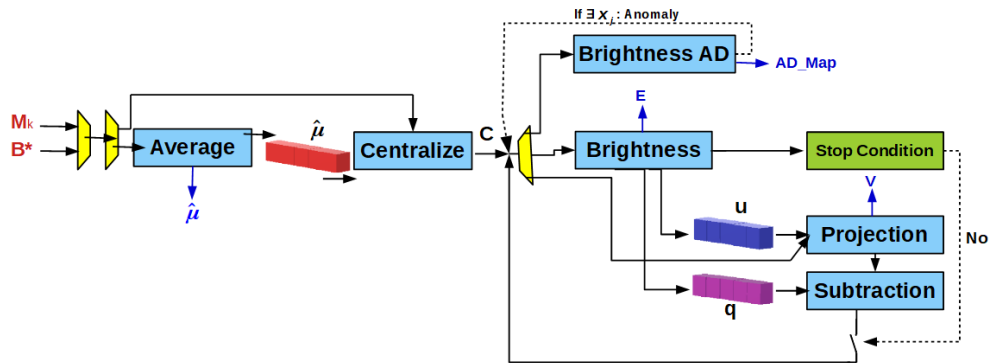 If ∃ x_i : Anomaly
Brightness AD
AD_Map
E
M_k
B*
Average
μ̂
Centralize
C
Brightness
Stop Condition
V
u
Projection
No
q
Subtraction
μ̂